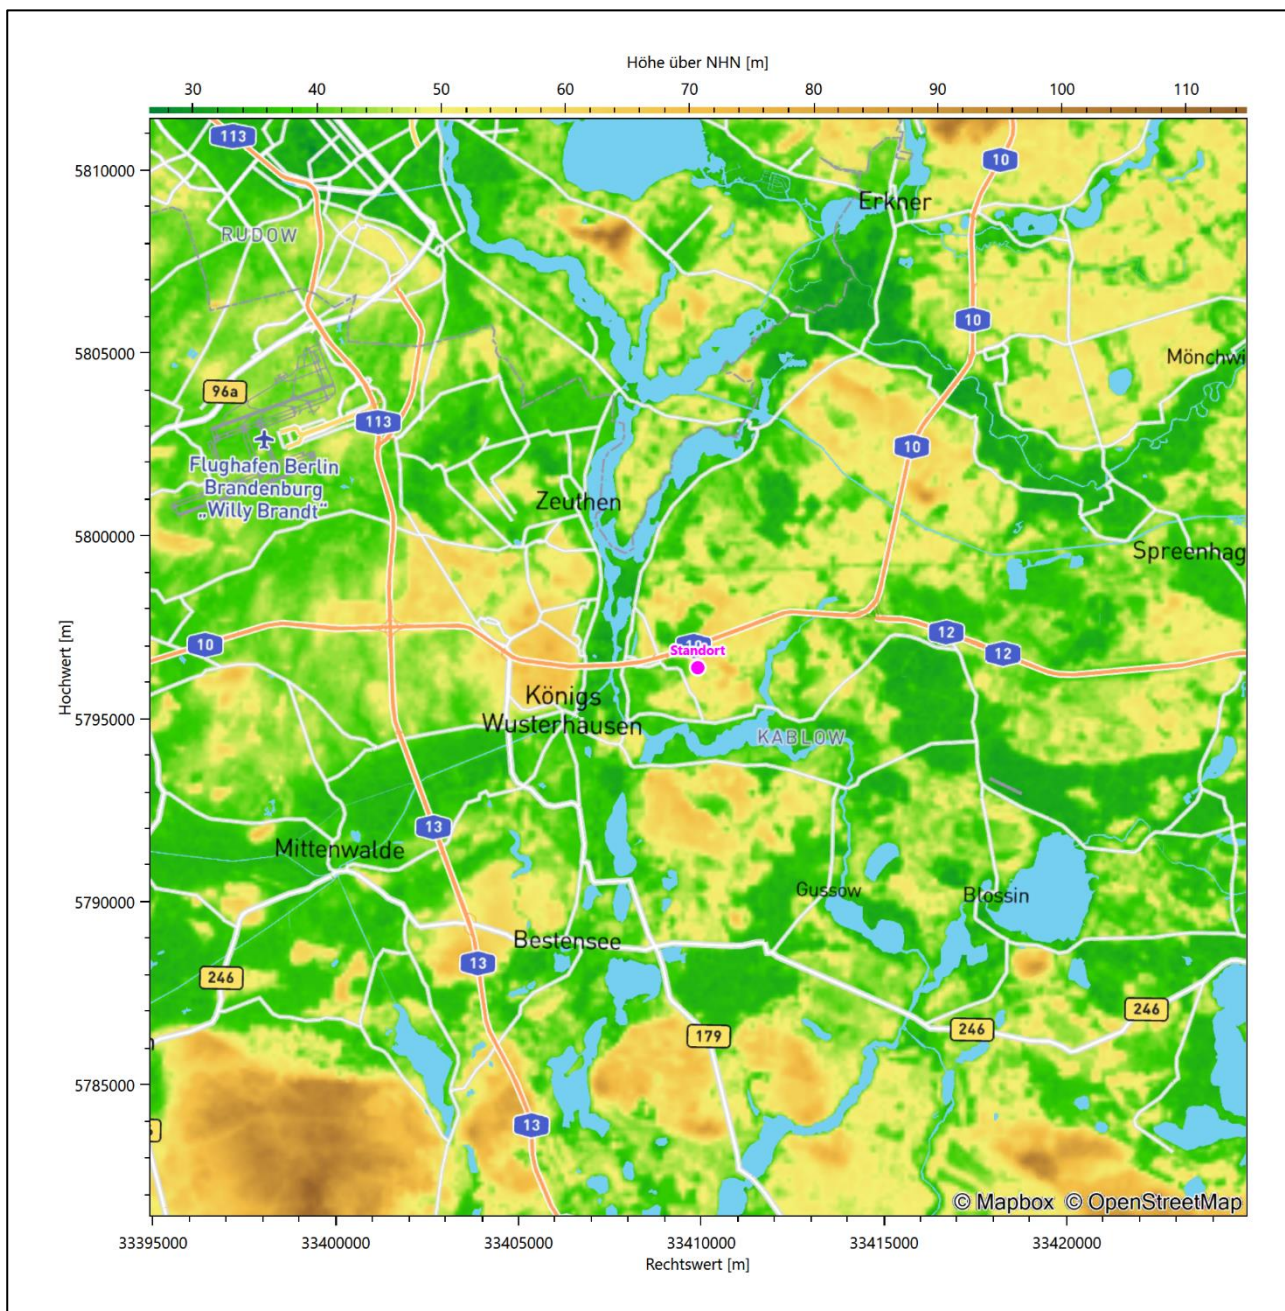 Höhe über NHN [m]
30 40 50 60 70 80 90 100 110
113
10
5810000
Erkner
RUDOW
10
5805000
Mönchwi
96a
113
10
Flughafen Berlin
Brandenburg
„Willy Brandt“
Zeuthen
5800000
Spreenhag
10
10
12
12
Standort
Hochwert [m]
Königs
Wusterhausen
5795000
KABLOW
13
Mittenwalde
5790000
Gussow
Blossin
Bestensee
13
246
246
246
179
5785000
13
© Mapbox © OpenStreetMap
33395000 33400000 33405000 33410000 33415000 33420000
Rechtswert [m]